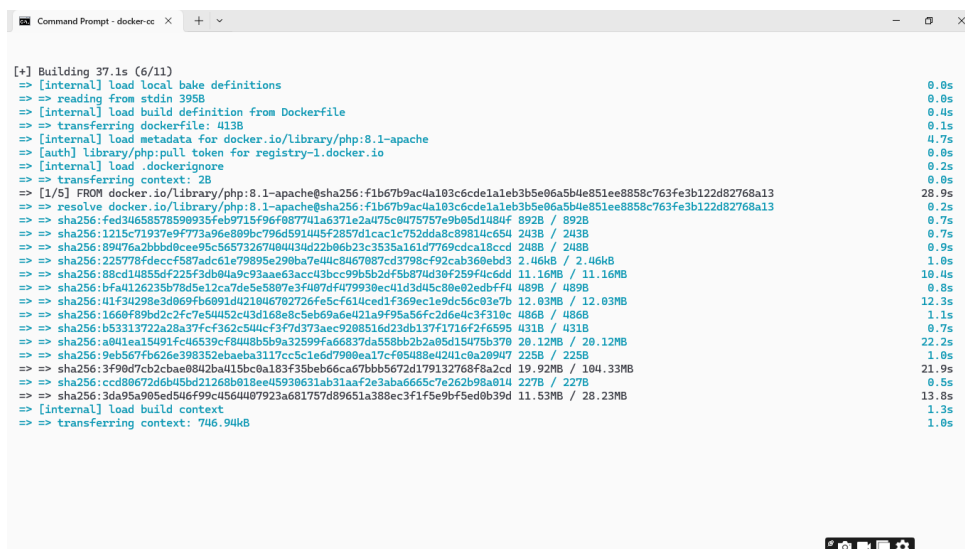 Command Prompt - docker-cc
[+] Building 37.1s (6/11)
=> [internal] load local bake definitions 0.0s
=> => reading from stdin 395B 0.0s
=> [internal] load build definition from Dockerfile 0.4s
=> => transferring dockerfile: 413B 0.1s
=> [internal] load metadata for docker.io/library/php:8.1-apache 4.7s
=> [auth] library/php:pull token for registry-1.docker.io 0.0s
=> [internal] load .dockerignore 0.2s
=> => transferring context: 2B 0.0s
=> [1/5] FROM docker.io/library/php:8.1-apache@sha256:f1b67b9ac4a103c6cde1a1eb3b5e06a5b4e851ee8858c763fe3b122d82768a13 28.9s
=> => resolve docker.io/library/php:8.1-apache@sha256:f1b67b9ac4a103c6cde1a1eb3b5e06a5b4e851ee8858c763fe3b122d82768a13 0.2s
=> => sha256:fed34658578590935feb9715f96f087741a6371e2a475c0475757e9b05d1484f 892B / 892B 0.7s
=> => sha256:1215c71937e9f773a96e809bc796d591445f2857d1cac1c752dda8c89814c654 243B / 243B 0.7s
=> => sha256:89476a2bbbd0cee95c56573267404434d22b06b23c3535a161d7769cdca18ccd 248B / 248B 0.9s
=> => sha256:225778fdeccf587adc61e79895e290ba7e44c8467087cd3798cf92cab360ebd3 2.46kB / 2.46kB 1.0s
=> => sha256:88cd14855df225f3db04a9c93aae63acc43bcc99b5b2df5b874d30f259f4c6dd 11.16MB / 11.16MB 10.4s
=> => sha256:bfa4126235b78d5e12ca7de5e5807e3f407df479930ec41d3d45c80e02edbff4 489B / 489B 0.8s
=> => sha256:41f34298e3d069fb6091d421046702726fe5cf614ced1f369ec1e9dc56c03e7b 12.03MB / 12.03MB 12.3s
=> => sha256:1660f89bd2c2fc7e54452c43d168e8c5eb69a6e421a9f95a56fc2d6e4c3f310c 486B / 486B 1.1s
=> => sha256:b53313722a28a37fcf362c544cf3f7d373aec9208516d23db137f1716f2f6595 431B / 431B 0.7s
=> => sha256:a041ea15491fc46539cf8448b5b9a32599fa66837da558bb2b2a05d15475b370 20.12MB / 20.12MB 22.2s
=> => sha256:9eb567fb626e398352ebaeba3117cc5c1e6d7900ea17cf05488e4241c0a20947 225B / 225B 1.0s
=> => sha256:3f90d7cb2cbae0842ba415bc0a183f35beb66ca67bbb5672d179132768f8a2cd 19.92MB / 104.33MB 21.9s
=> => sha256:ccd80672d6b45bd21268b018ee45930631ab31aaf2e3aba6665c7e262b98a014 227B / 227B 0.5s
=> => sha256:3da95a905ed546f99c4564407923a681757d89651a388ec3f1f5e9bf5ed0b39d 11.53MB / 28.23MB 13.8s
=> [internal] load build context 1.3s
=> => transferring context: 746.94kB 1.0s